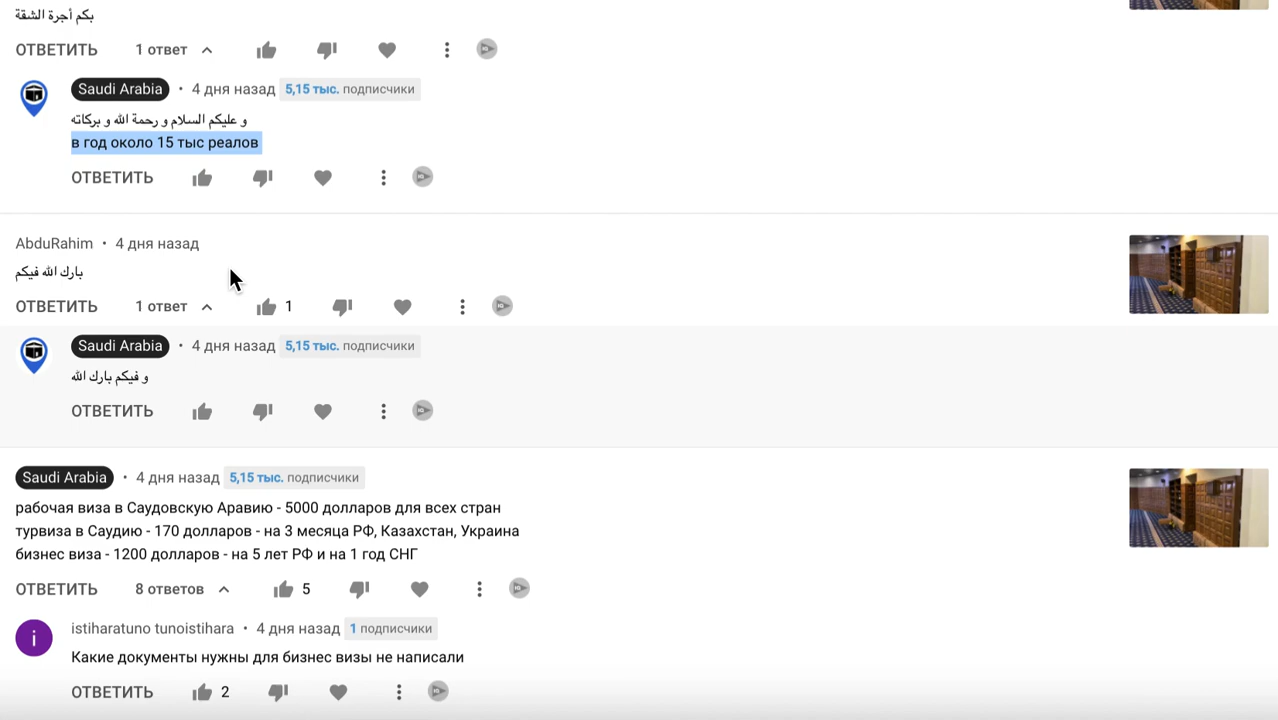 بكم أجرة الشقة
ОТВЕТИТЬ 1 ответ
Saudi Arabia • 4 дня назад 5,15 тыс. подписчики
و عليكم السلام و رحمة الله و بركاته
в год около 15 тыс реалов
ОТВЕТИТЬ
AbduRahim • 4 дня назад
بارك الله فيكم
ОТВЕТИТЬ 1 ответ 1
Saudi Arabia • 4 дня назад 5,15 тыс. подписчики
و فيكم بارك الله
ОТВЕТИТЬ
Saudi Arabia • 4 дня назад 5,15 тыс. подписчики
рабочая виза в Саудовскую Аравию - 5000 долларов для всех стран
турвиза в Саудию - 170 долларов - на 3 месяца РФ, Казахстан, Украина
бизнес виза - 1200 долларов - на 5 лет РФ и на 1 год СНГ
ОТВЕТИТЬ 8 ответов 5
i
istiharatuno tunoistihara • 4 дня назад 1 подписчики
Какие документы нужны для бизнес визы не написали
ОТВЕТИТЬ 2